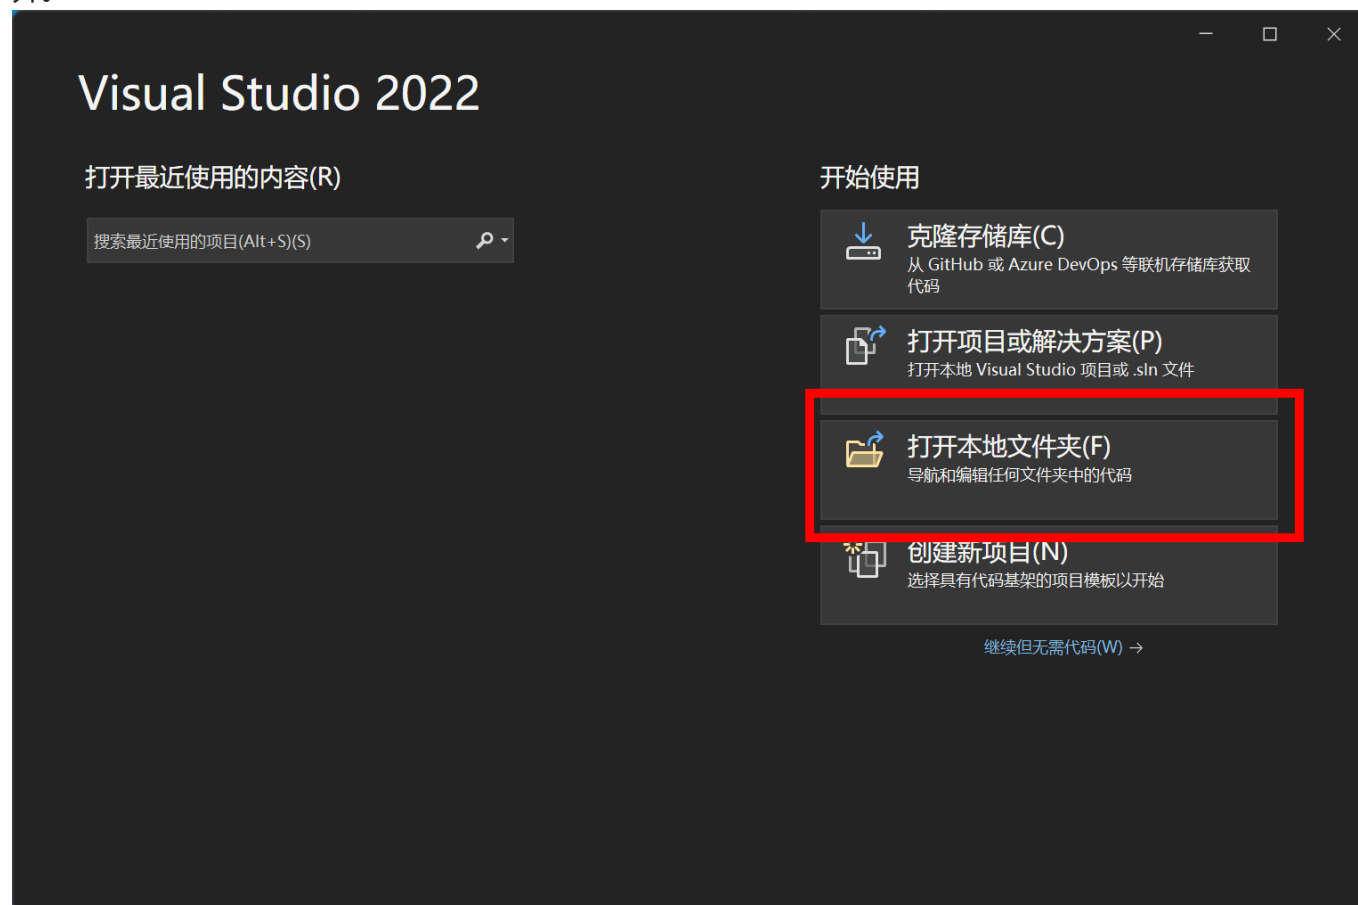 Visual Studio 2022
打开最近使用的内容(R)
搜索最近使用的项目(Alt+S)(S)
开始使用
克隆存储库(C)
从 GitHub 或 Azure DevOps 等联机存储库获取
代码
打开项目或解决方案(P)
打开本地 Visual Studio 项目或 .sln 文件
打开本地文件夹(F)
导航和编辑任何文件夹中的代码
创建新项目(N)
选择具有代码基架的项目模板以开始
继续但无需代码(W) →